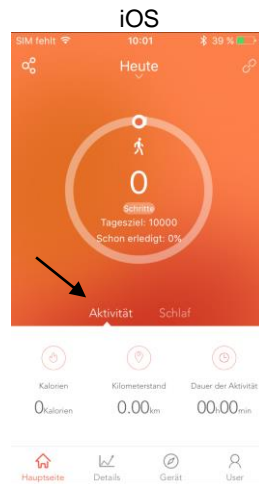 iOS
SIM fehlt 10:01 39 %
Heute
0
Schritte
Tagesziel: 10000
Schon erledigt: 0%
Aktivität Schlaf
Kalorien Kilometerstand Dauer der Aktivität
0Kalorien 0.00km 00h00min
Hauptseite Details Gerät User